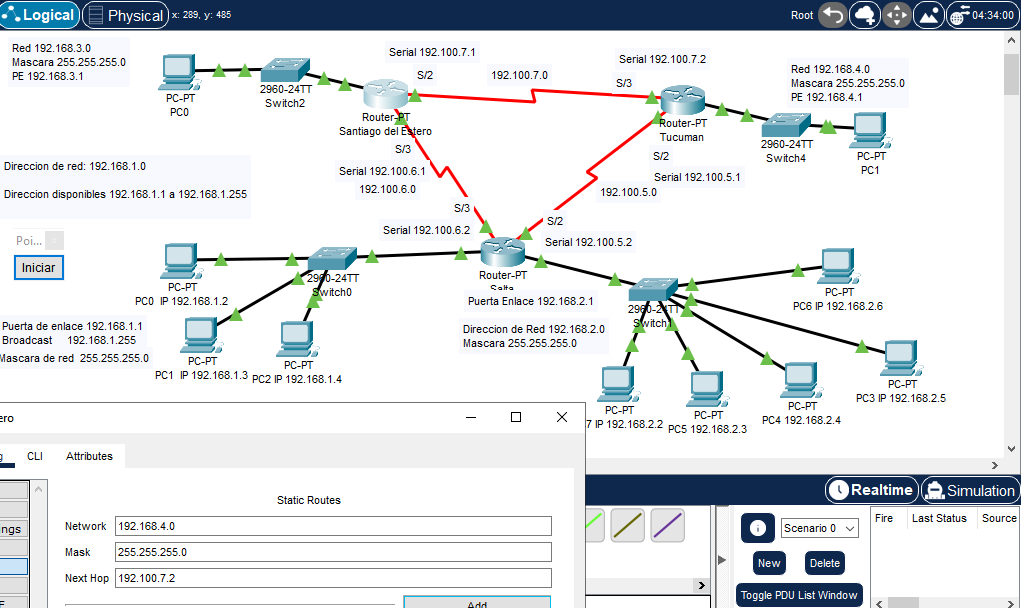 Logical
Physical
x: 289, y: 485
Root
04:34:00
Red 192.168.3.0
Mascara 255.255.255.0
PE 192.168.3.1
PC-PT
PC0
2960-24TT
Switch2
Serial 192.100.7.1
S/2
Router-PT
Santiago del Estero
S/3
192.100.7.0
Serial 192.100.7.2
S/3
Router-PT
Tucuman
S/2
Serial 192.100.5.1
Red 192.168.4.0
Mascara 255.255.255.0
PE 192.168.4.1
2960-24TT
Switch4
PC-PT
PC1
Direccion de red: 192.168.1.0
Direccion disponibles 192.168.1.1 a 192.168.1.255
Serial 192.100.6.1
192.100.6.0
192.100.5.0
S/3
S/2
Serial 192.100.6.2
Serial 192.100.5.2
Poi...
Iniciar
PC-PT
PC0 IP 192.168.1.2
2960-24TT
Switch0
Router-PT
Salta
Puerta Enlace 192.168.2.1
Direccion de Red 192.168.2.0
Mascara 255.255.255.0
2960-24TT
Switch1
PC-PT
PC6 IP 192.168.2.6
Puerta de enlace 192.168.1.1
Broadcast 192.168.1.255
Mascara de red 255.255.255.0
PC-PT
PC1 IP 192.168.1.3
PC-PT
PC2 IP 192.168.1.4
PC-PT
PC3 IP 192.168.2.5
PC-PT
PC4 IP 192.168.2.4
PC-PT
7 IP 192.168.2.2
PC-PT
PC5 192.168.2.3
ero
g
CLI
Attributes
Static Routes
ngs
Network
192.168.4.0
Mask
255.255.255.0
Next Hop
192.100.7.2
Add
Realtime
Simulation
Scenario 0
New
Delete
Toggle PDU List Window
Fire
Last Status
Source